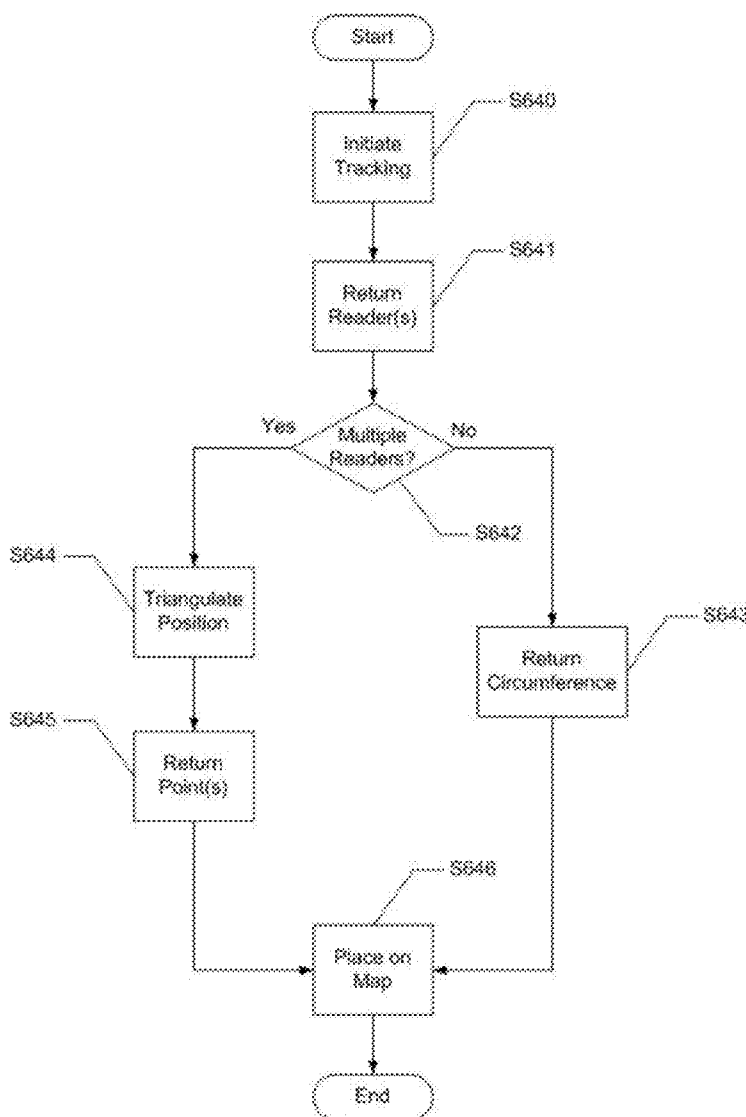 Start
S640
Initiate
Tracking
S641
Return
Reader(s)
Yes
Multiple
Readers?
No
S642
S644
Triangulate
Position
S643
Return
Circumference
S645
Return
Point(s)
S646
Place on
Map
End